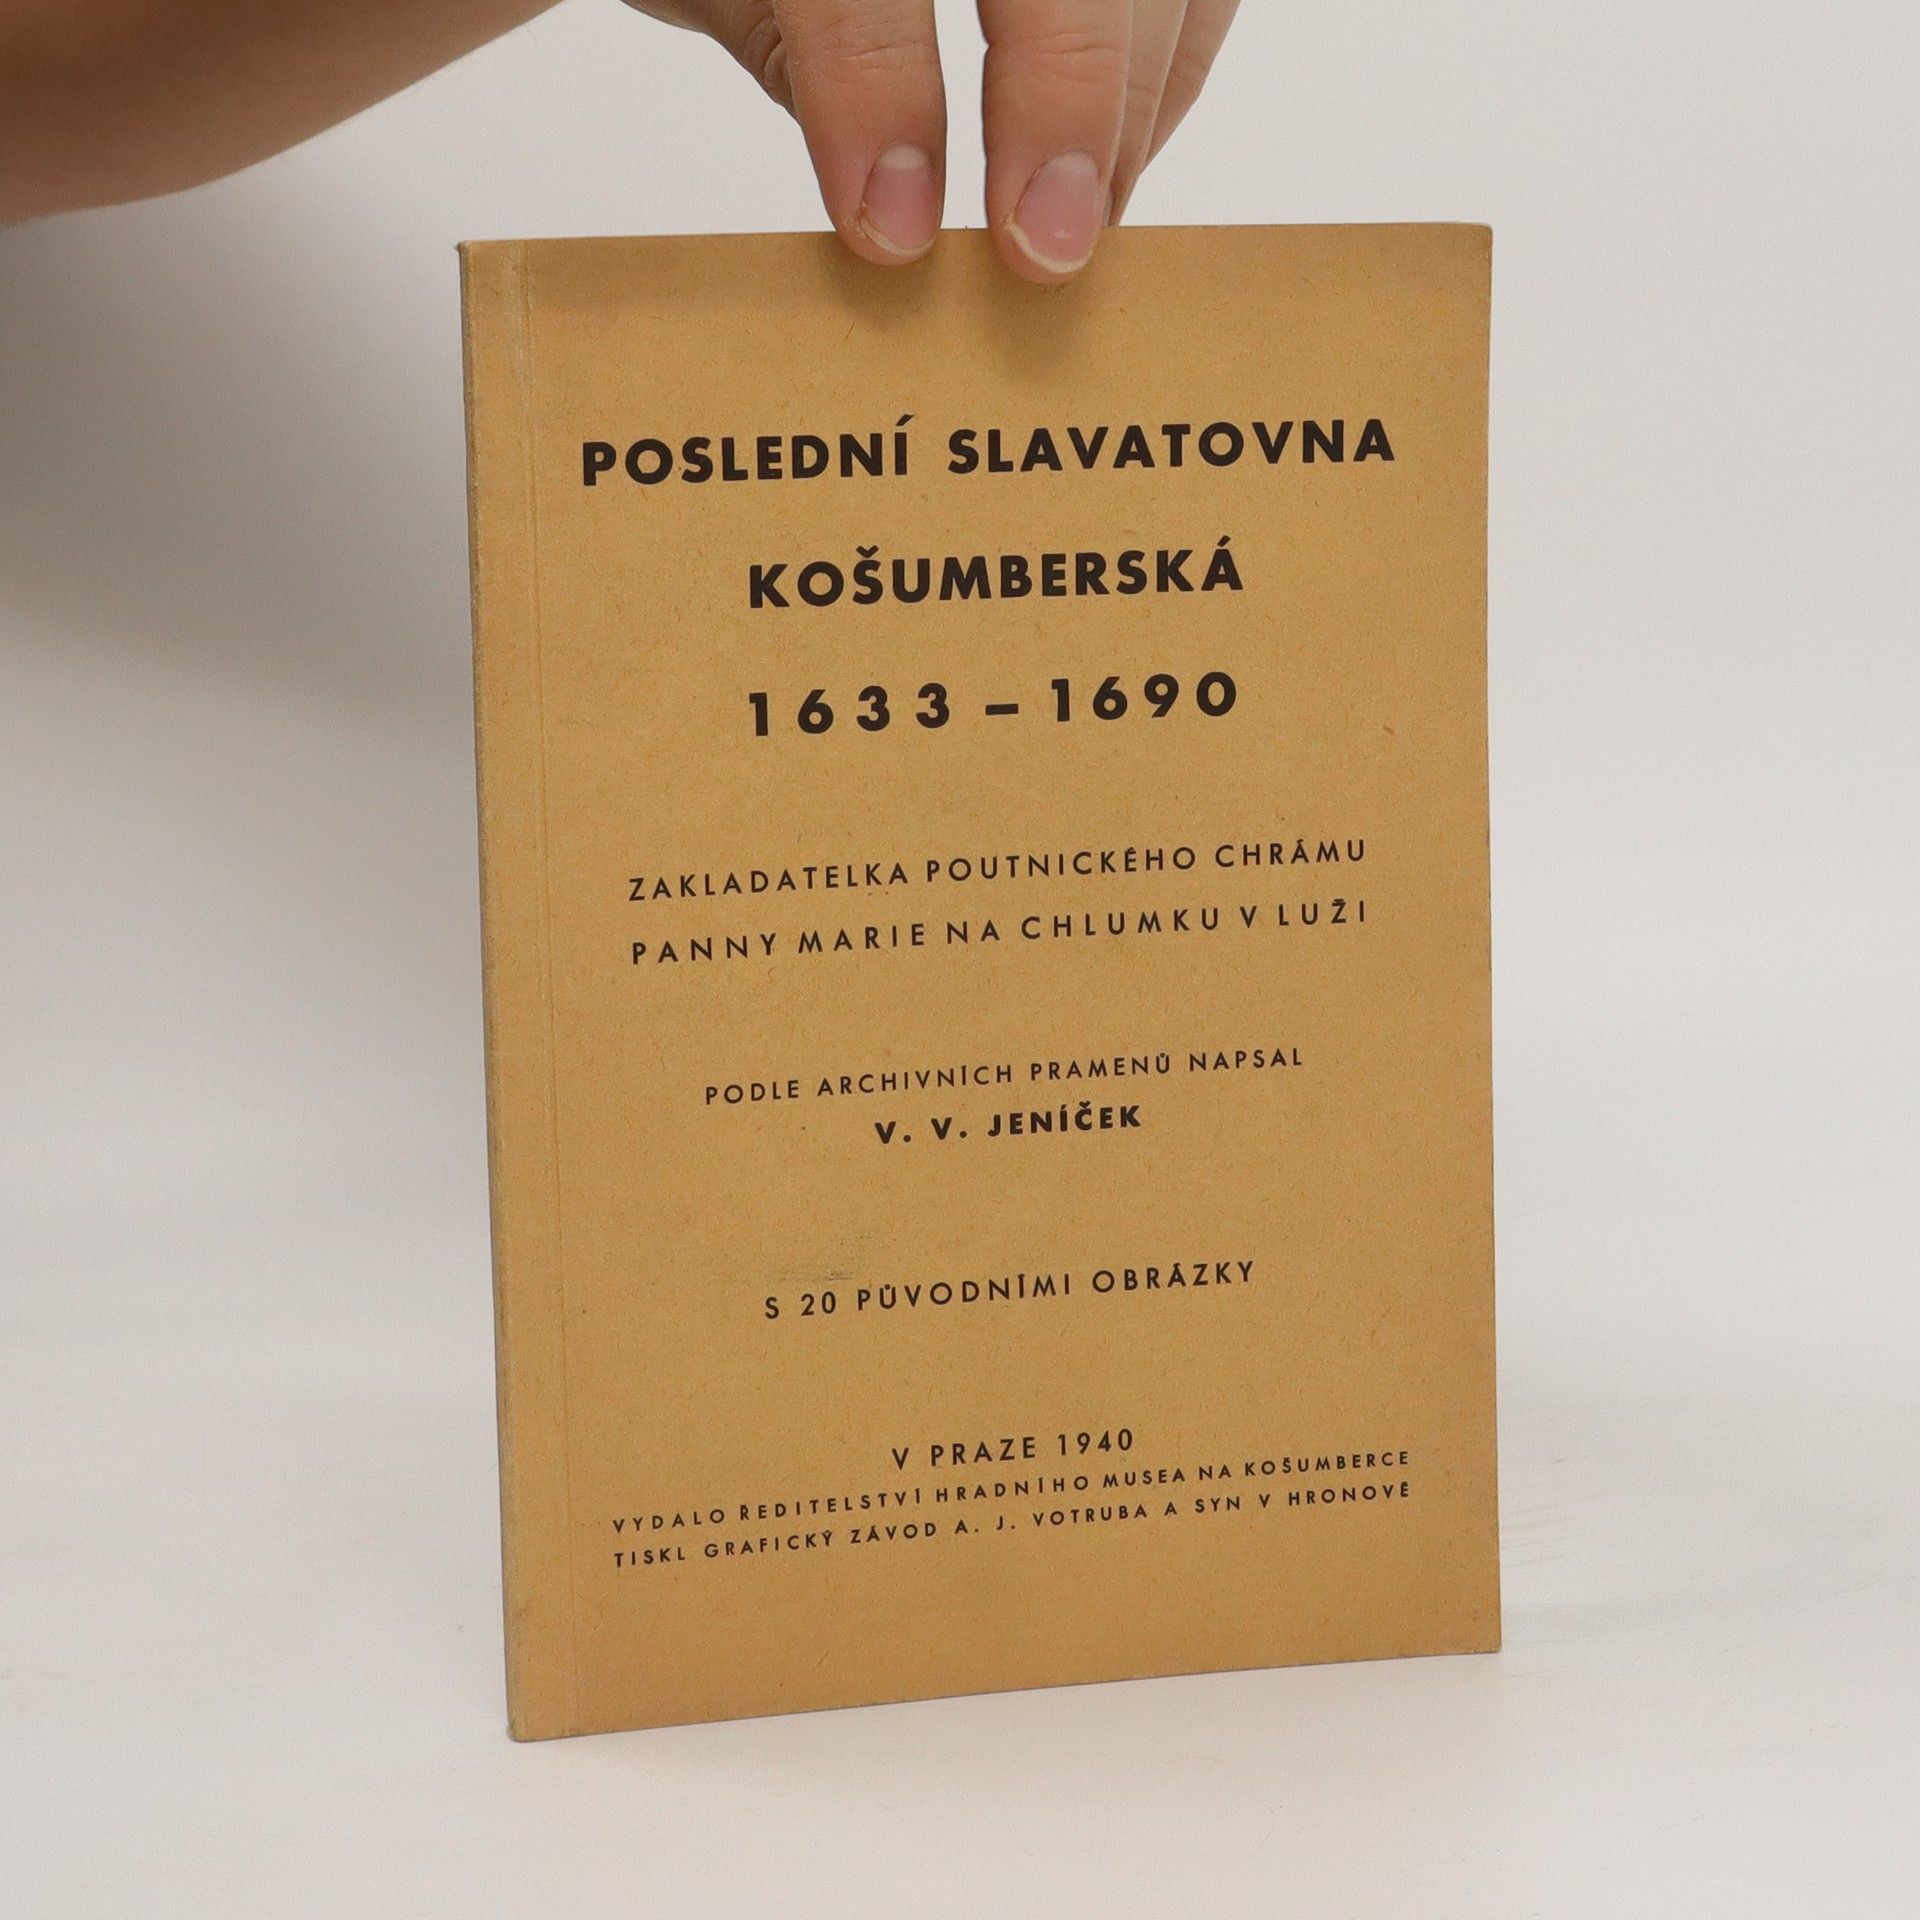 POSLEDNÍ SLAVATOVNA
KOŠUMBERSKÁ
1633 – 1690
ZAKLADATELKA POUTNICKÉHO CHRÁMU
PANNY MARIE NA CHLUMKU V LUŽI
PODLE ARCHIVNÍCH PRAMENŮ NAPSAL
V. V. JENÍČEK
S 20 PŮVODNÍMI OBRÁZKY
V PRAZE 1940
VYDALO ŘEDITELSTVÍ HRADNÍHO MUSEA NA KOŠUMBERCE
TISKL GRAFICKÝ ZÁVOD A. J. VOTRUBA A SYN V HRONOVĚ